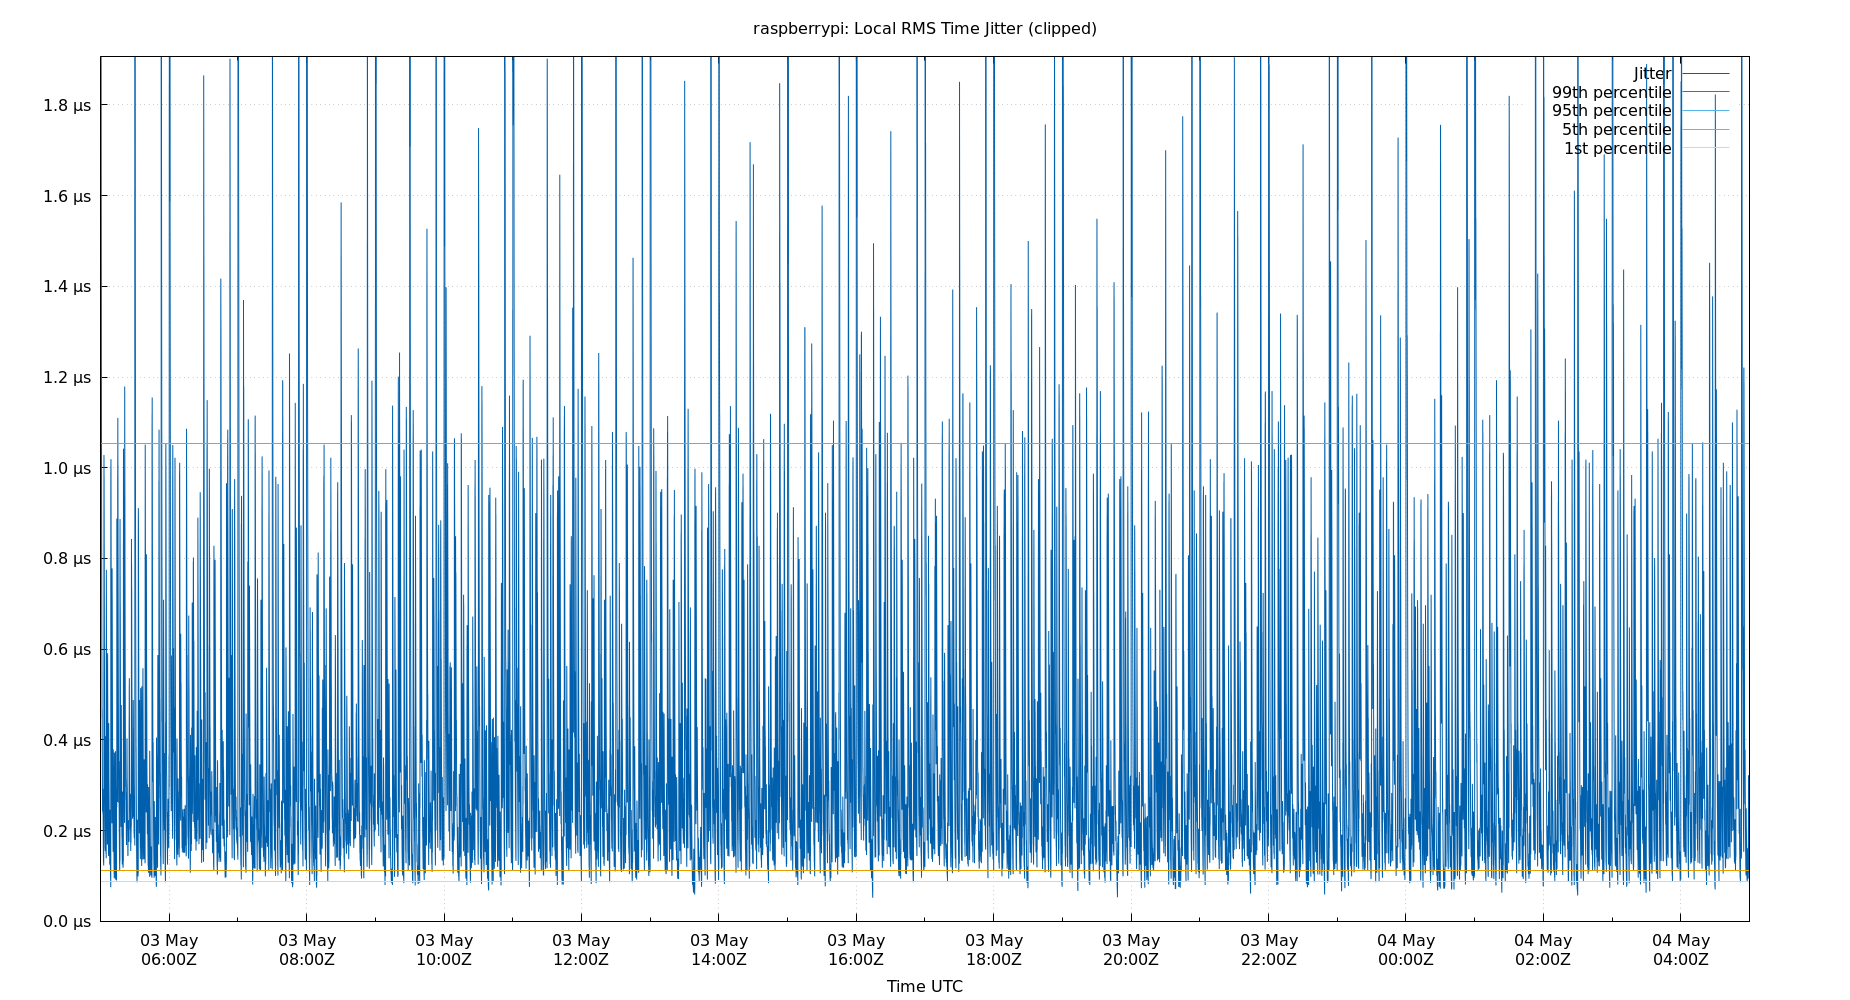 raspberrypi: Local RMS Time Jitter (clipped)
Jitter
99th percentile
95th percentile
5th percentile
1st percentile
1.8 µs
1.6 µs
1.4 µs
1.2 µs
1.0 µs
0.8 µs
0.6 µs
0.4 µs
0.2 µs
0.0 µs
03 May 03 May 03 May 03 May 03 May 03 May 03 May 03 May 03 May 04 May 04 May 04 May
06:00Z 08:00Z 10:00Z 12:00Z 14:00Z 16:00Z 18:00Z 20:00Z 22:00Z 00:00Z 02:00Z 04:00Z
Time UTC